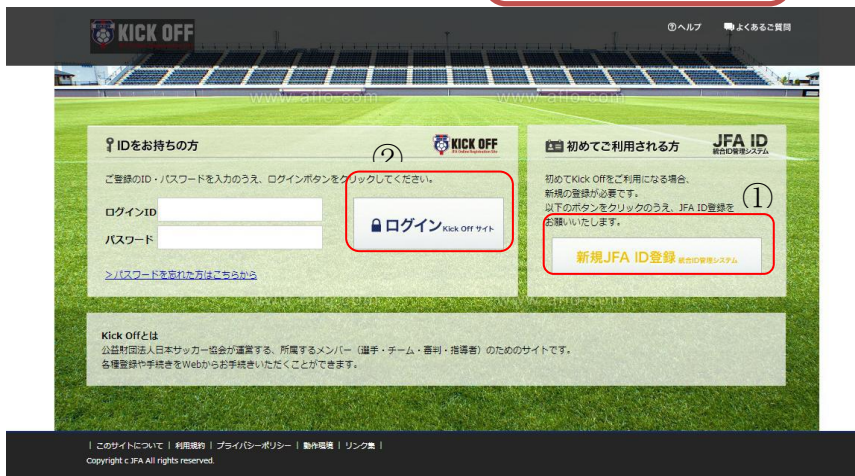 KICK OFF
?ヘルプ よくあるご質問
www.aflo.com www.aflo.com
IDをお持ちの方
KICK OFF
②
ご登録のID・パスワードを入力のうえ、ログインボタンをクリックしてください。
ログインID
パスワード
ログイン Kick Off サイト
>パスワードを忘れた方はこちらから
初めてご利用される方
JFA ID
統合ID管理システム
初めてKick Offをご利用になる場合、
新規の登録が必要です。
以下のボタンをクリックのうえ、JFA ID登録を
お願いいたします。
①
新規JFA ID登録 統合ID管理システム
www.aflo.com www.aflo.com
Kick Offとは
公益財団法人日本サッカー協会が運営する、所属するメンバー（選手・チーム・審判・指導者）のためのサイトです。
各種登録や手続きをWebからお手続きいただくことができます。
| このサイトについて | 利用規約 | プライバシーポリシー | 動作環境 | リンク集 |
Copyright c JFA All rights reserved.